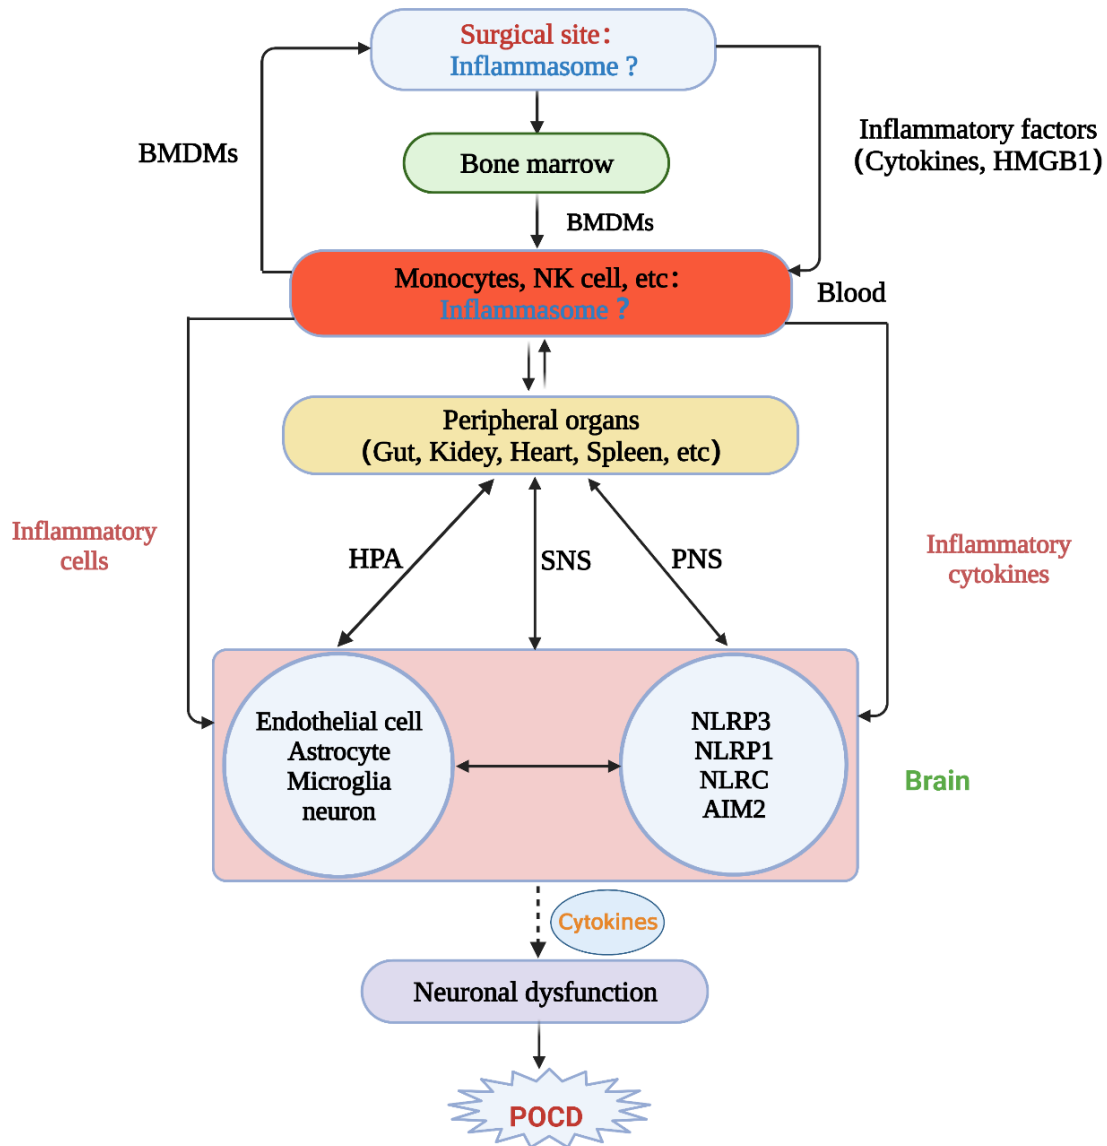 Surgical site：
Inflammasome ?
BMDMs
Inflammatory factors
(Cytokines, HMGB1)
Bone marrow
BMDMs
Monocytes, NK cell, etc：
Inflammasome ?
Blood
Peripheral organs
(Gut, Kidey, Heart, Spleen, etc)
Inflammatory
cells
HPA
SNS
PNS
Inflammatory
cytokines
Endothelial cell
Astrocyte
Microglia
neuron
NLRP3
NLRP1
NLRC
AIM2
Brain
Cytokines
Neuronal dysfunction
POCD